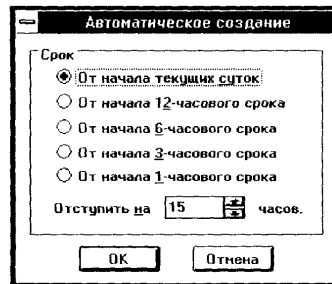 Автоматическое создание
Срок
От начала текущих суток
От начала 12-часового срока
От начала 6-часового срока
От начала 3-часового срока
От начала 1-часового срока
Отступить на 15 часов.
OK Отмена